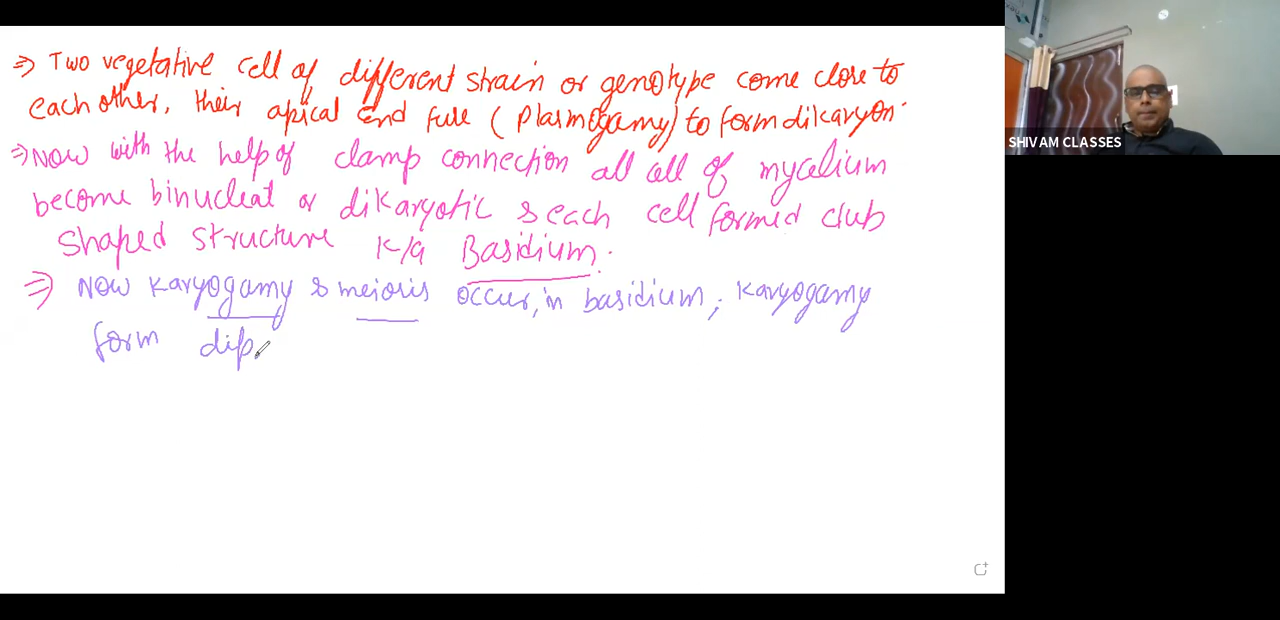 ⇒ Two vegetative cell of different strain or genotype come close to
each other, their apical end fuse (Plasmogamy) to form dikaryon.
⇒ Now with the help of clamp connection all cell of mycelium
become binucleat or dikaryotic & each cell formed club
shaped structure K/a Basidium.
⇒ Now Karyogamy & meiosis occur, in basidium; Karyogamy
form dip
SHIVAM CLASSES